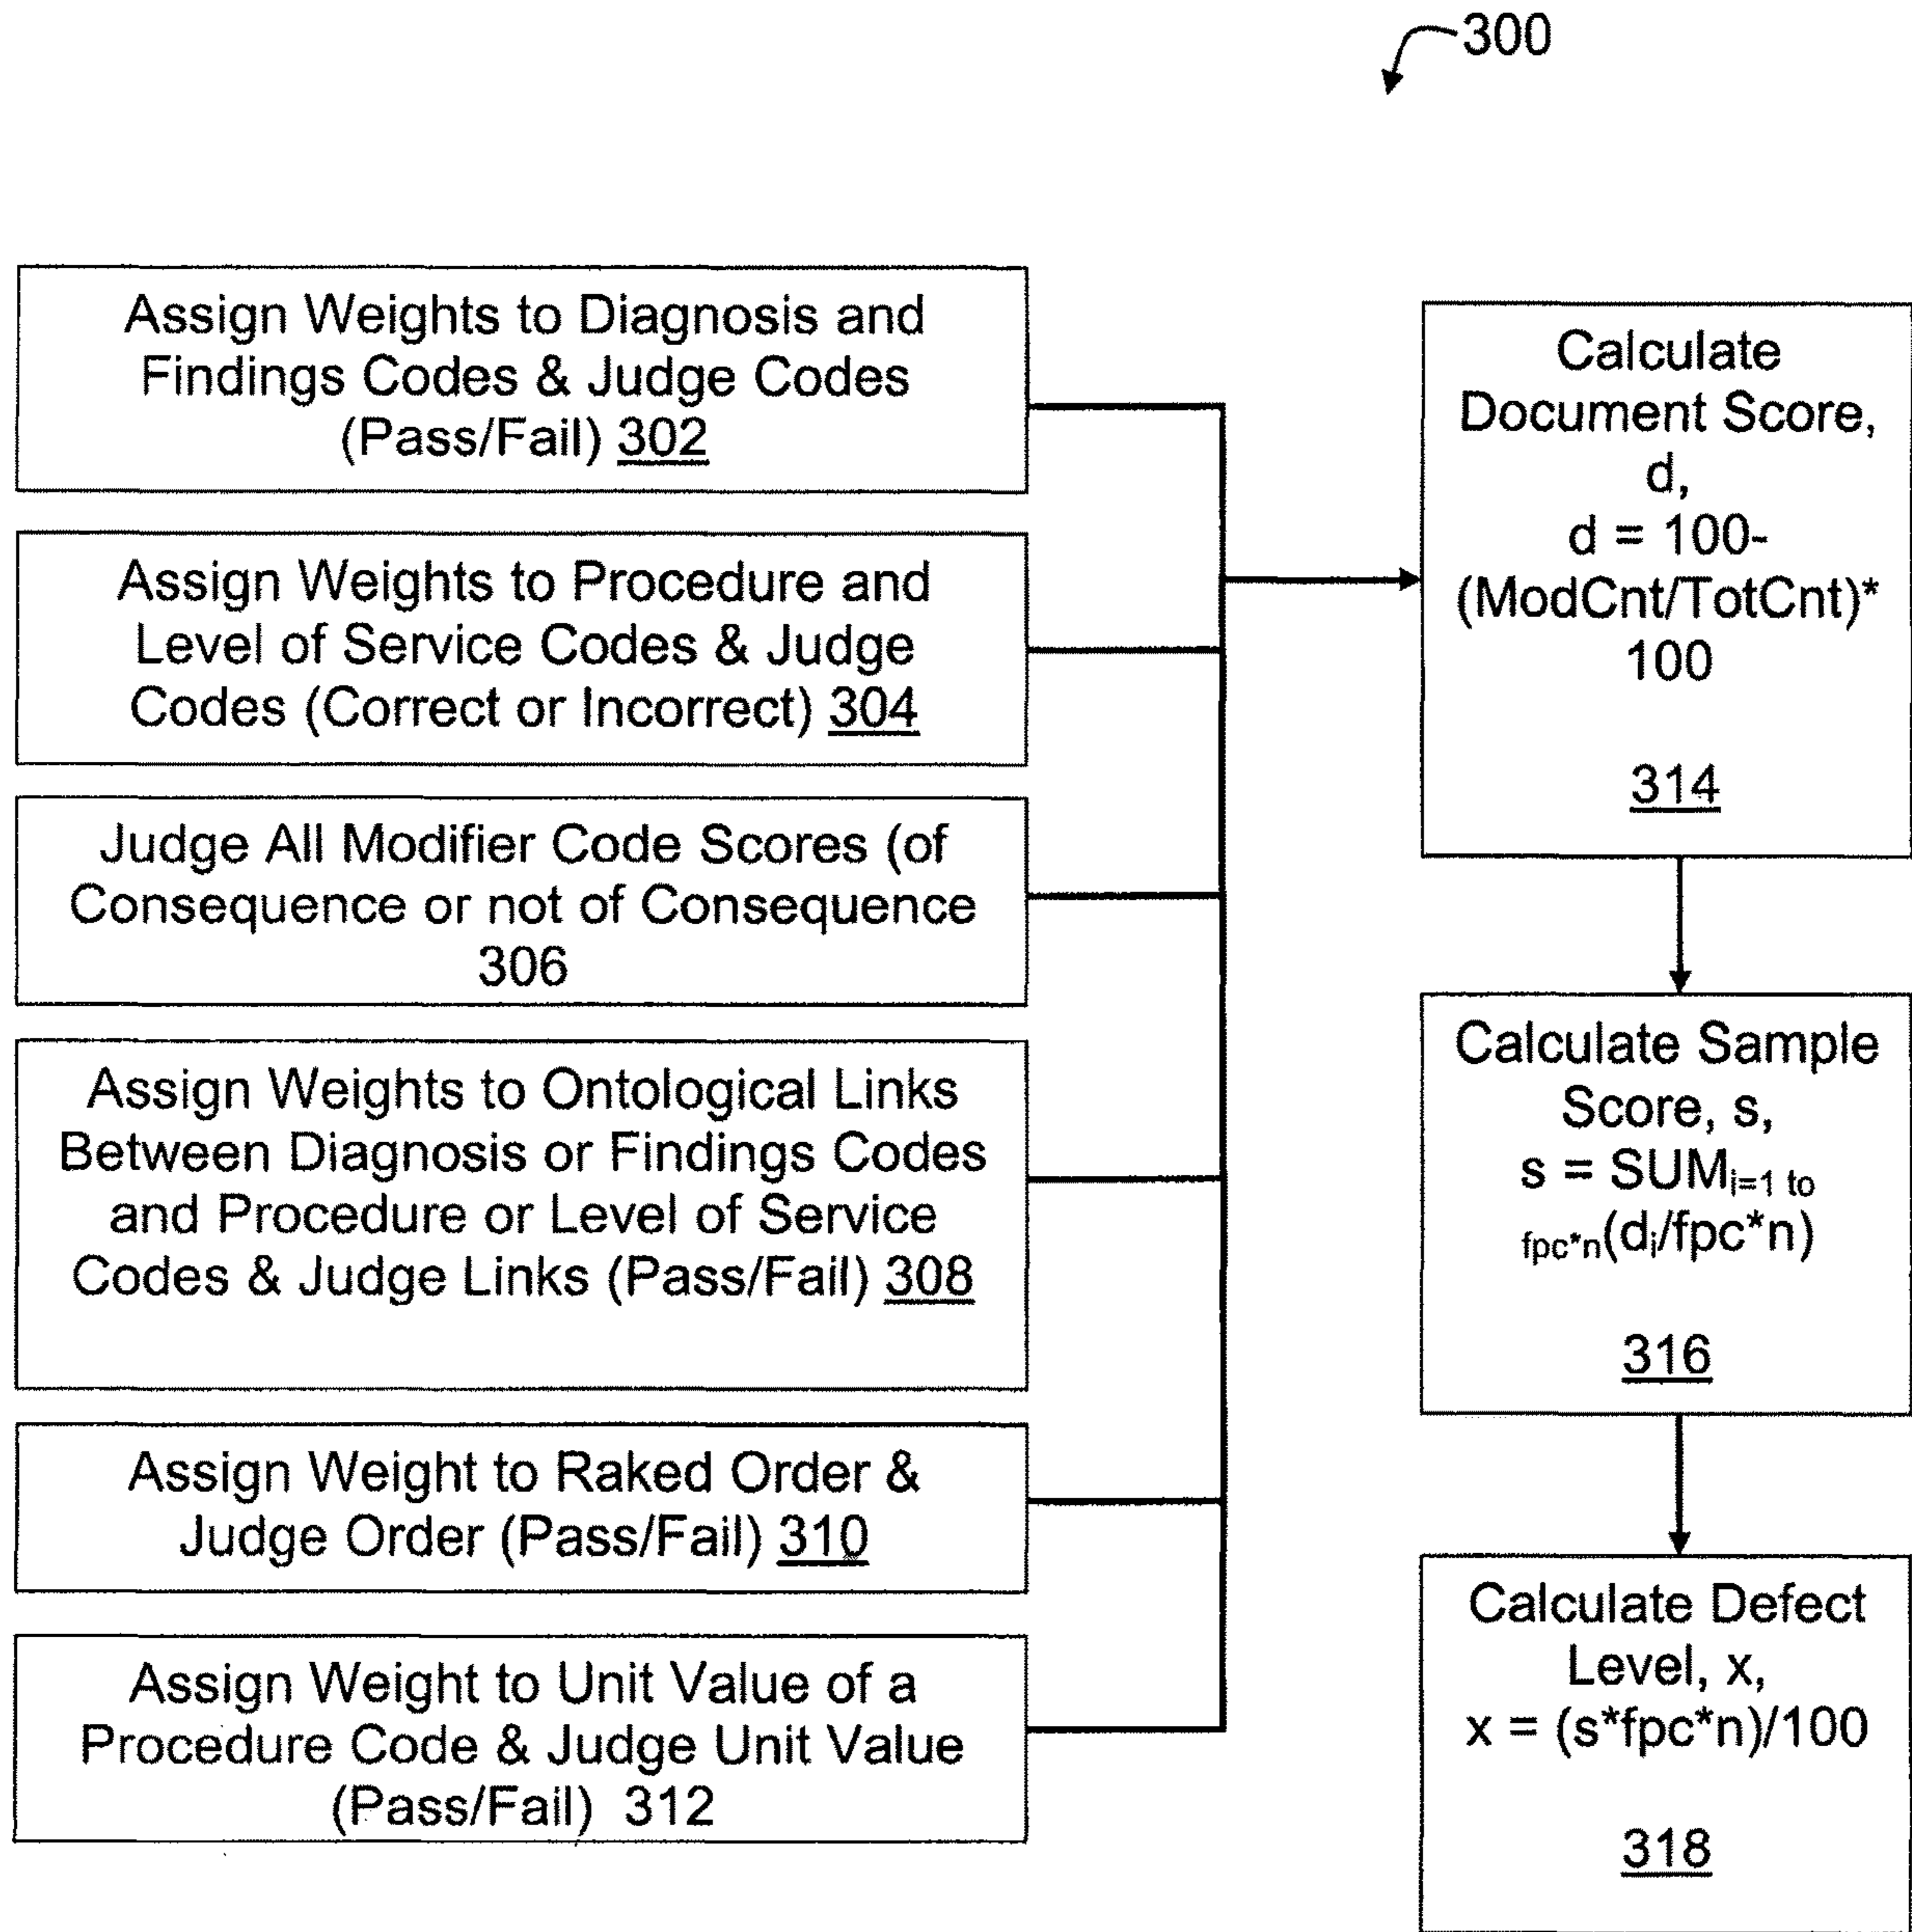 300
Assign Weights to Diagnosis and
Findings Codes & Judge Codes
(Pass/Fail) 302
Assign Weights to Procedure and
Level of Service Codes & Judge
Codes (Correct or Incorrect) 304
Judge All Modifier Code Scores (of
Consequence or not of Consequence
306
Assign Weights to Ontological Links
Between Diagnosis or Findings Codes
and Procedure or Level of Service
Codes & Judge Links (Pass/Fail) 308
Assign Weight to Raked Order &
Judge Order (Pass/Fail) 310
Assign Weight to Unit Value of a
Procedure Code & Judge Unit Value
(Pass/Fail) 312
Calculate
Document Score,
d,
d = 100-
(ModCnt/TotCnt)*
100
314
Calculate Sample
Score, s,
s = SUMi=1 to
fpc*n(di/fpc*n)
316
Calculate Defect
Level, x,
x = (s*fpc*n)/100
318